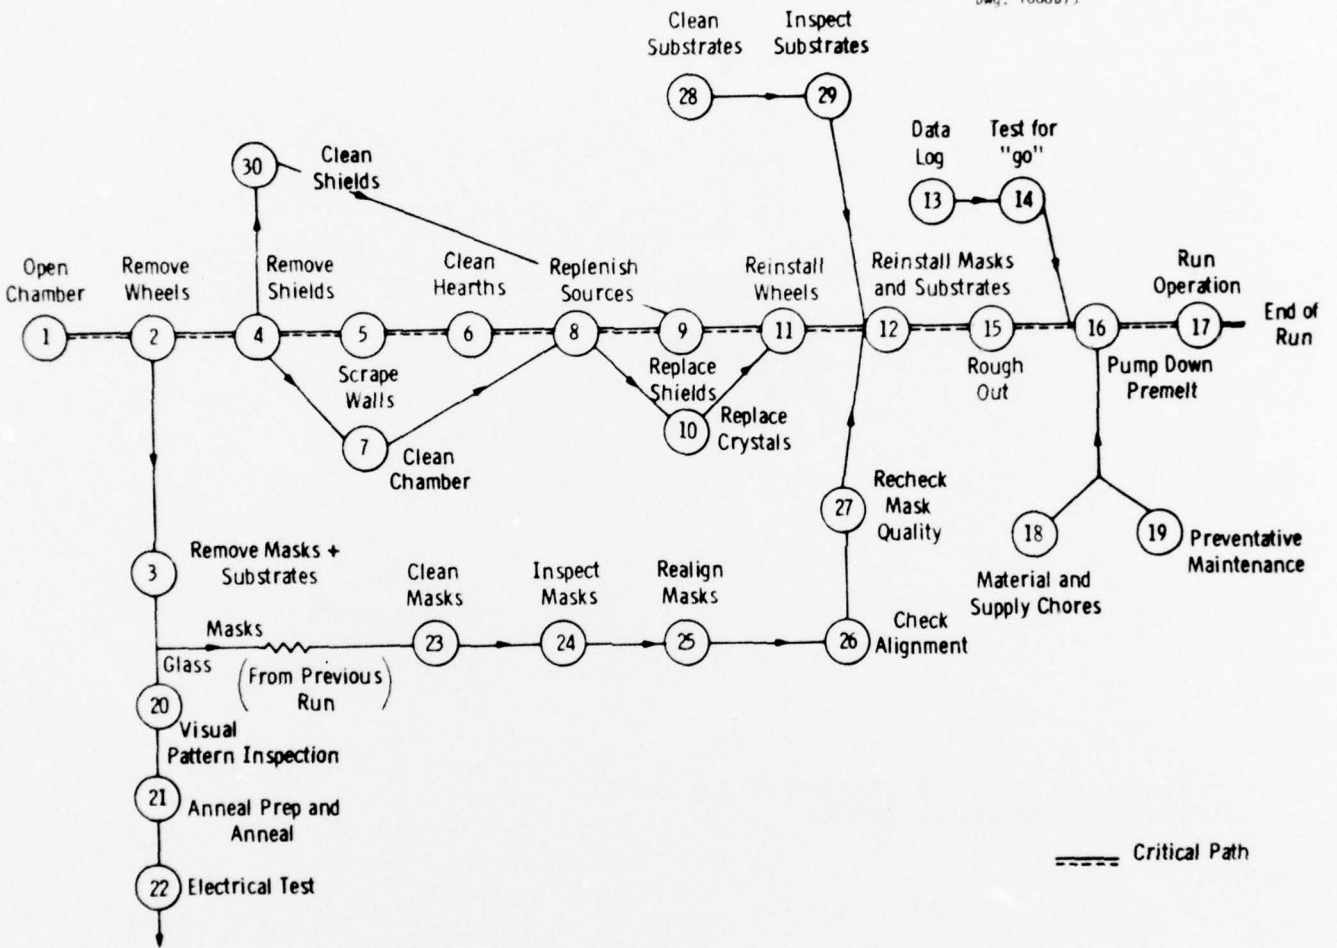 Clean
Substrates
Inspect
Substrates
28
29
Data
Log
Test for
"go"
13
14
30
Clean
Shields
Open
Chamber
Remove
Wheels
Remove
Shields
Clean
Hearths
Replenish
Sources
Reinstall
Wheels
Reinstall Masks
and Substrates
Run
Operation
1
2
4
5
6
8
9
11
12
15
16
17
End of
Run
Scrape
Walls
Replace
Shields
Rough
Out
Pump Down
Premelt
7
Clean
Chamber
10
Replace
Crystals
27
Recheck
Mask
Quality
18
19
Preventative
Maintenance
Material and
Supply Chores
3
Remove Masks +
Substrates
Clean
Masks
Inspect
Masks
Realign
Masks
Masks
Glass
(From Previous
Run)
23
24
25
26
Check
Alignment
20
Visual
Pattern Inspection
21
Anneal Prep and
Anneal
22
Electrical Test
Critical Path